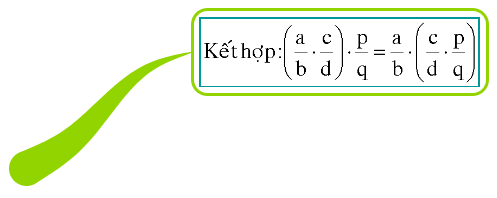 Kết hợp: (a/b · c/d) · p/q = a/b · (c/d · p/q)